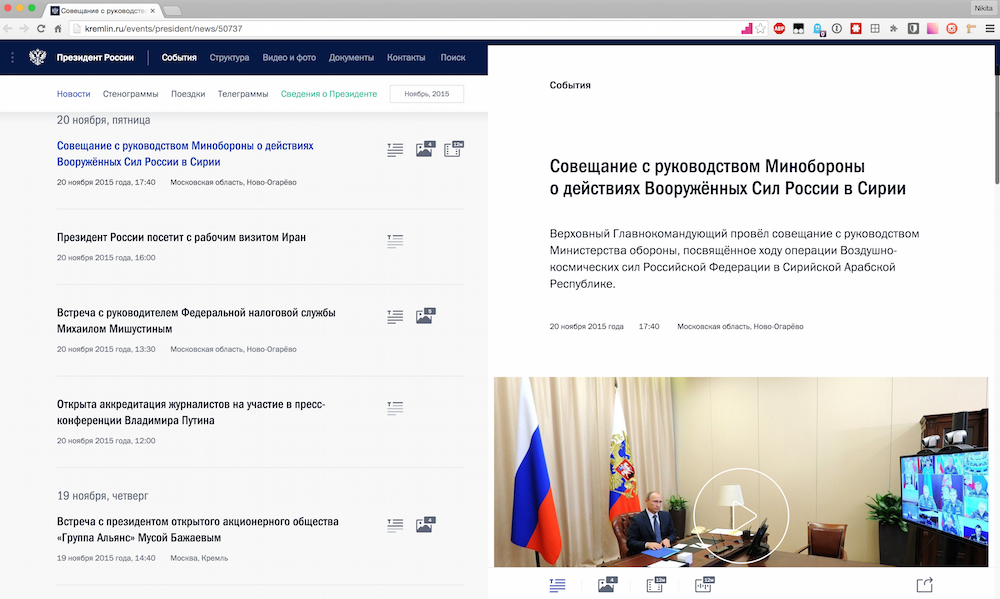 Совещание с руководств
Nikita
kremlin.ru/events/president/news/50737
Президент России
События
Структура
Видео и фото
Документы
Контакты
Поиск
Новости
Стенограммы
Поездки
Телеграммы
Сведения о Президенте
Ноябрь, 2015
20 ноября, пятница
Совещание с руководством Минобороны о действиях
Вооружённых Сил России в Сирии
4
12м
20 ноября 2015 года, 17:40 Московская область, Ново-Огарёво
Президент России посетит с рабочим визитом Иран
20 ноября 2015 года, 16:00
Встреча с руководителем Федеральной налоговой службы
Михаилом Мишустиным
5
20 ноября 2015 года, 13:30 Московская область, Ново-Огарёво
Открыта аккредитация журналистов на участие в пресс-
конференции Владимира Путина
20 ноября 2015 года, 12:00
19 ноября, четверг
Встреча с президентом открытого акционерного общества
«Группа Альянс» Мусой Бажаевым
4
19 ноября 2015 года, 14:40 Москва, Кремль
События
Совещание с руководством Минобороны
о действиях Вооружённых Сил России в Сирии
Верховный Главнокомандующий провёл совещание с руководством
Министерства обороны, посвящённое ходу операции Воздушно-
космических сил Российской Федерации в Сирийской Арабской
Республике.
20 ноября 2015 года 17:40 Московская область, Ново-Огарёво
4
12м
12м